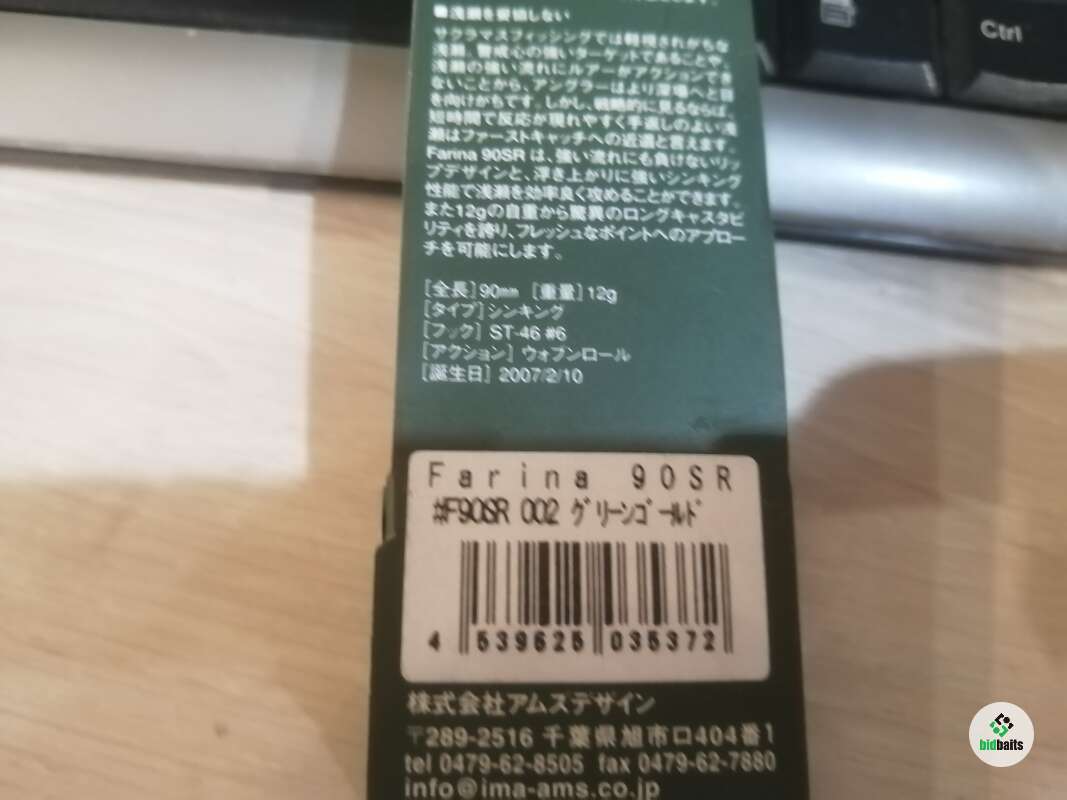 ■浅瀬を軽視しない
サクラマスフィッシングでは軽視されがちな
浅瀬。警戒心の強いターゲットであることや、
浅瀬の強い流れにルアーがアクションでき
ないことから、アングラーはより深場へと目
を向けがちです。しかし、戦略的に見るならば、
短時間で反応が現れやすく手返しのよい浅
瀬はファーストキャッチへの近道と言えます。
Farina 90SR は、強い流れにも負けないリッ
プデザインと、浮き上がりに強いシンキング
性能で浅瀬を効率良く攻めることができます。
また12gの自重から驚異のロングキャスタビ
リティを誇り、フレッシュなポイントへのアプロー
チを可能にします。
[全長] 90mm [重量] 12g
[タイプ] シンキング
[フック] ST-46 #6
[アクション] ウォブンロール
[誕生日] 2007/2/10
Farina 90SR
#F90SR 002 グリーンゴールド
4 539625 035372
株式会社アムズデザイン
〒289-2516 千葉県旭市ロ404番1
tel 0479-62-8505 fax 0479-62-7880
info@ima-ams.co.jp
Ctrl
bidbaits